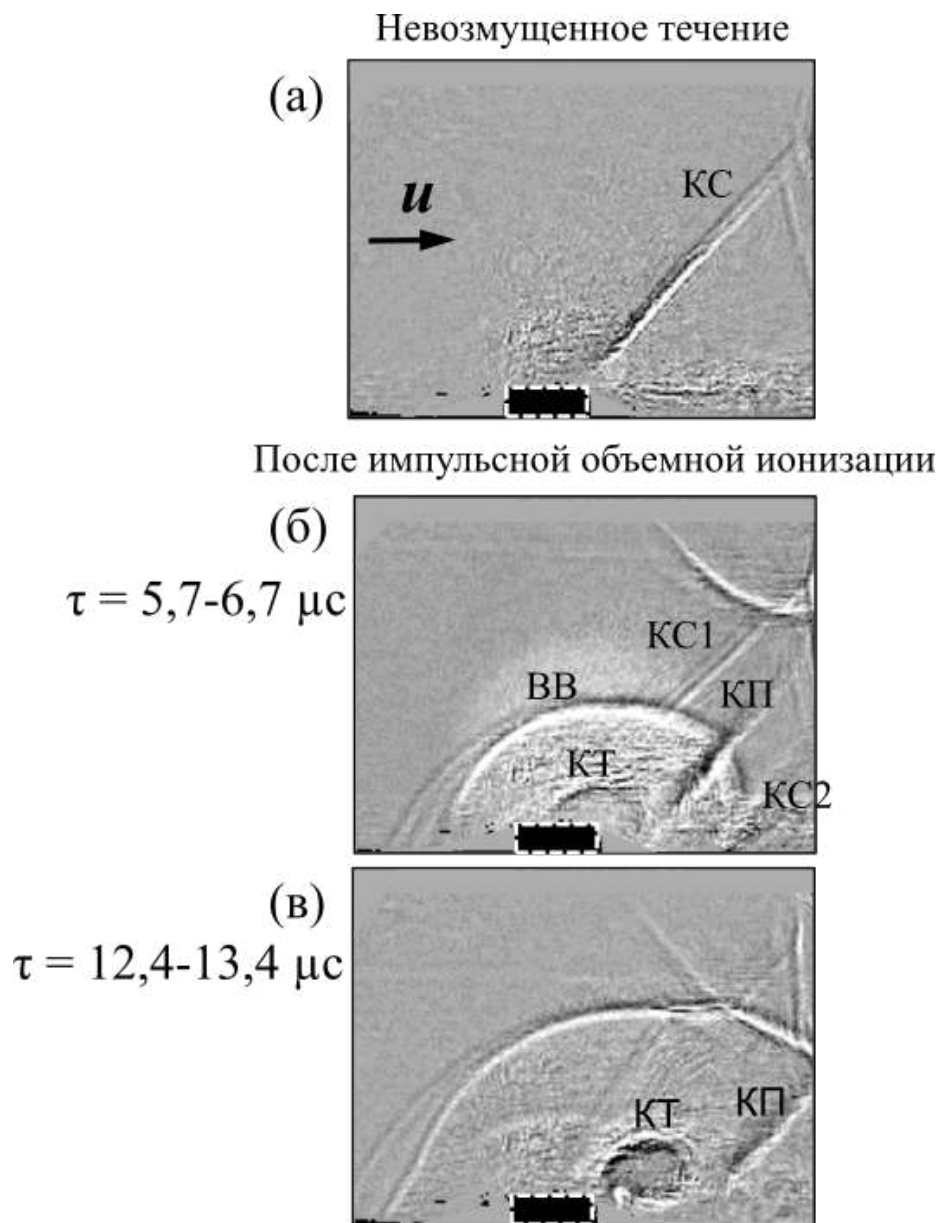 Невозмущенное течение
(а)
u
КС
После импульсной объемной ионизации
(б)
τ = 5,7-6,7 μс
КС1
ВВ
КП
КТ
КС2
(в)
τ = 12,4-13,4 μс
КТ
КП